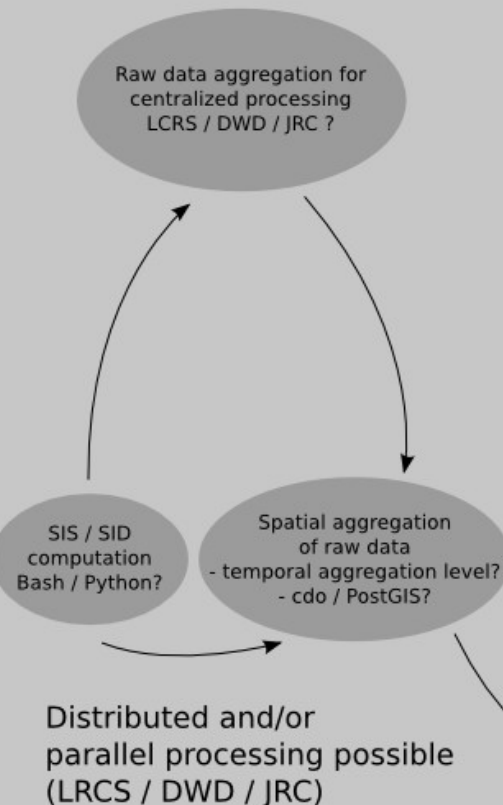 Raw data aggregation for
centralized processing
LCRS / DWD / JRC ?
SIS / SID
computation
Bash / Python?
Spatial aggregation
of raw data
- temporal aggregation level?
- cdo / PostGIS?
Distributed and/or
parallel processing possible
(LRCS / DWD / JRC)